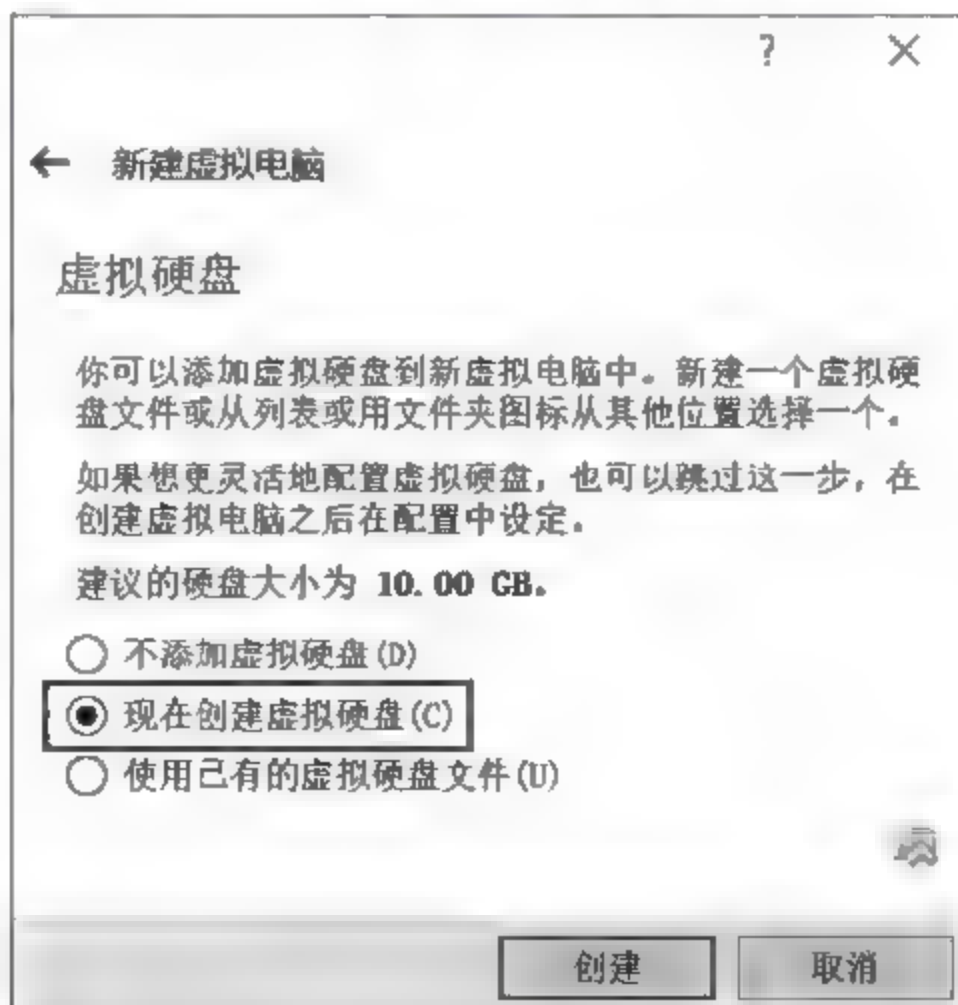 ?
×
← 新建虚拟电脑
虚拟硬盘
你可以添加虚拟硬盘到新虚拟电脑中。新建一个虚拟硬
盘文件或从列表或用文件夹图标从其他位置选择一个。
如果想更灵活地配置虚拟硬盘，也可以跳过这一步，在
创建虚拟电脑之后在配置中设定。
建议的硬盘大小为 10.00 GB。
不添加虚拟硬盘(D)
现在创建虚拟硬盘(C)
使用已有的虚拟硬盘文件(U)
创建
取消